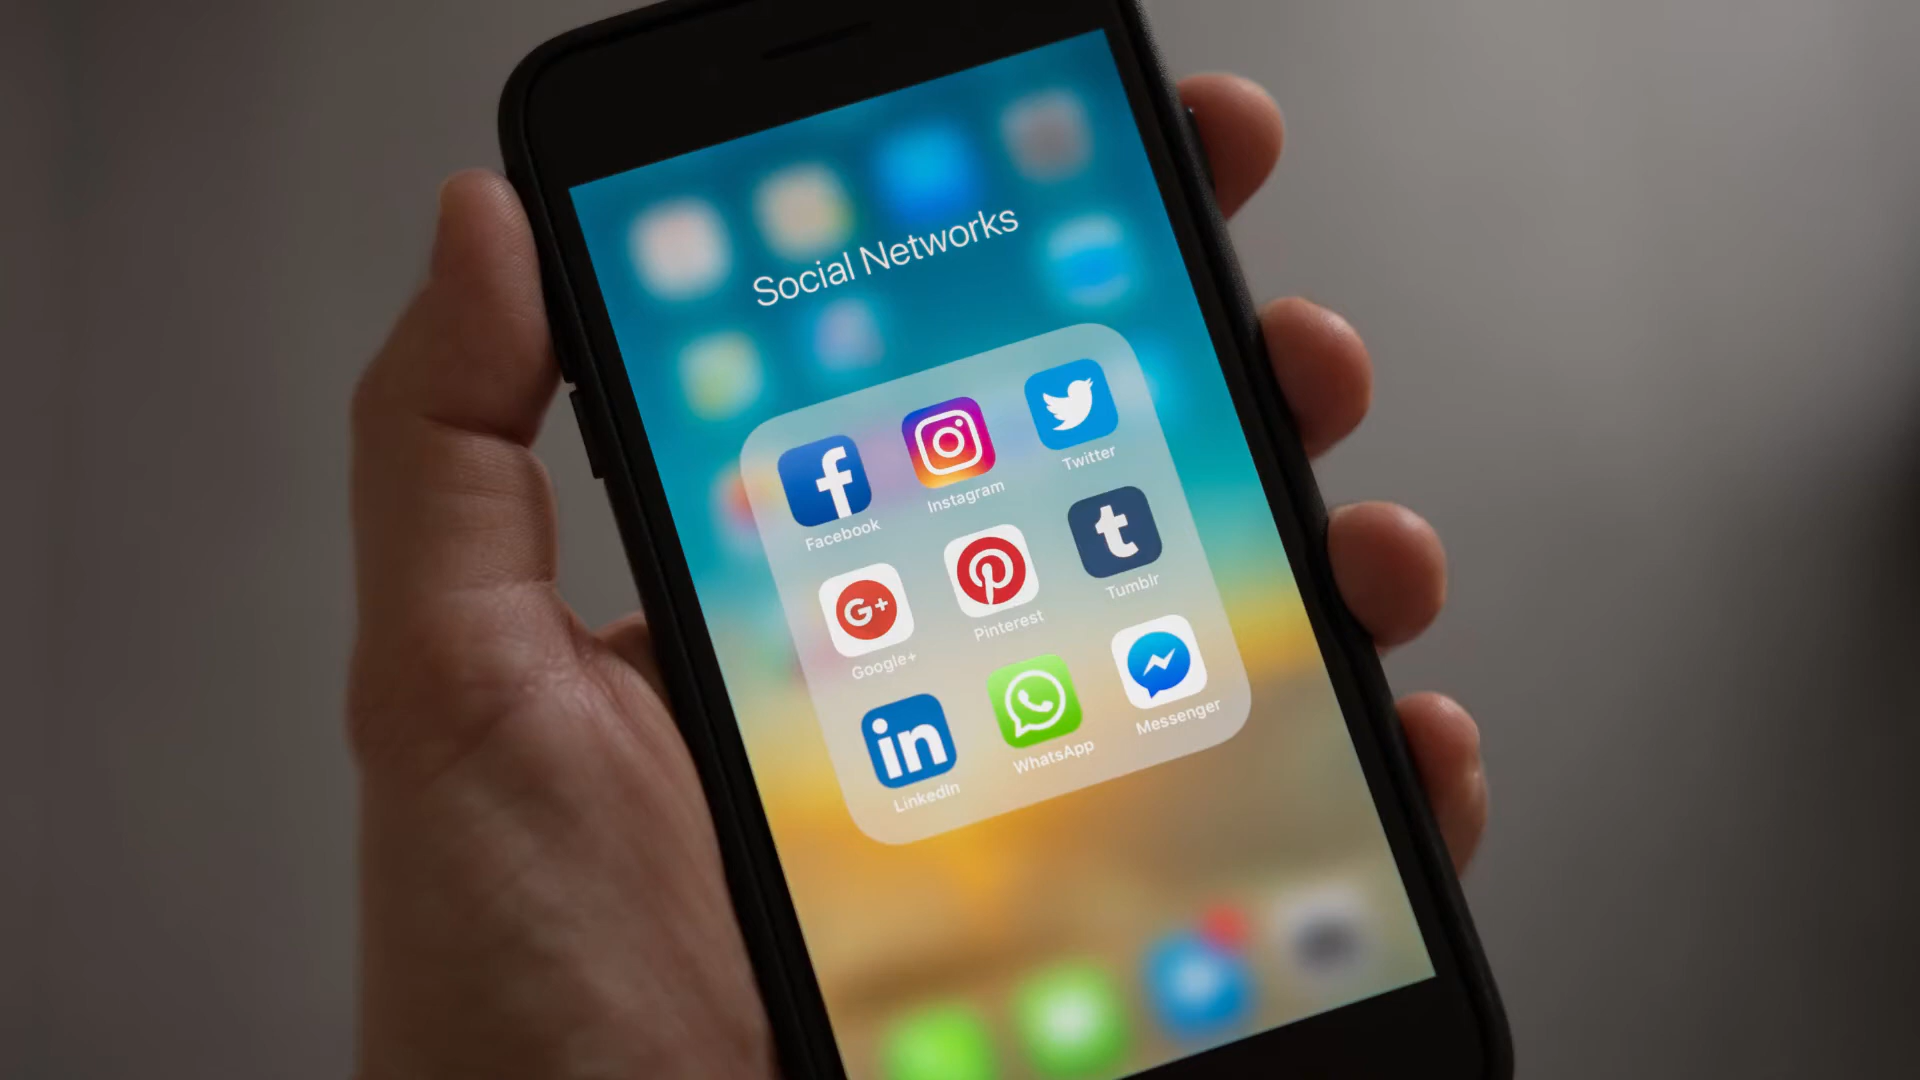 Social Networks
Facebook
Instagram
Twitter
Google+
Pinterest
Tumblr
LinkedIn
WhatsApp
Messenger